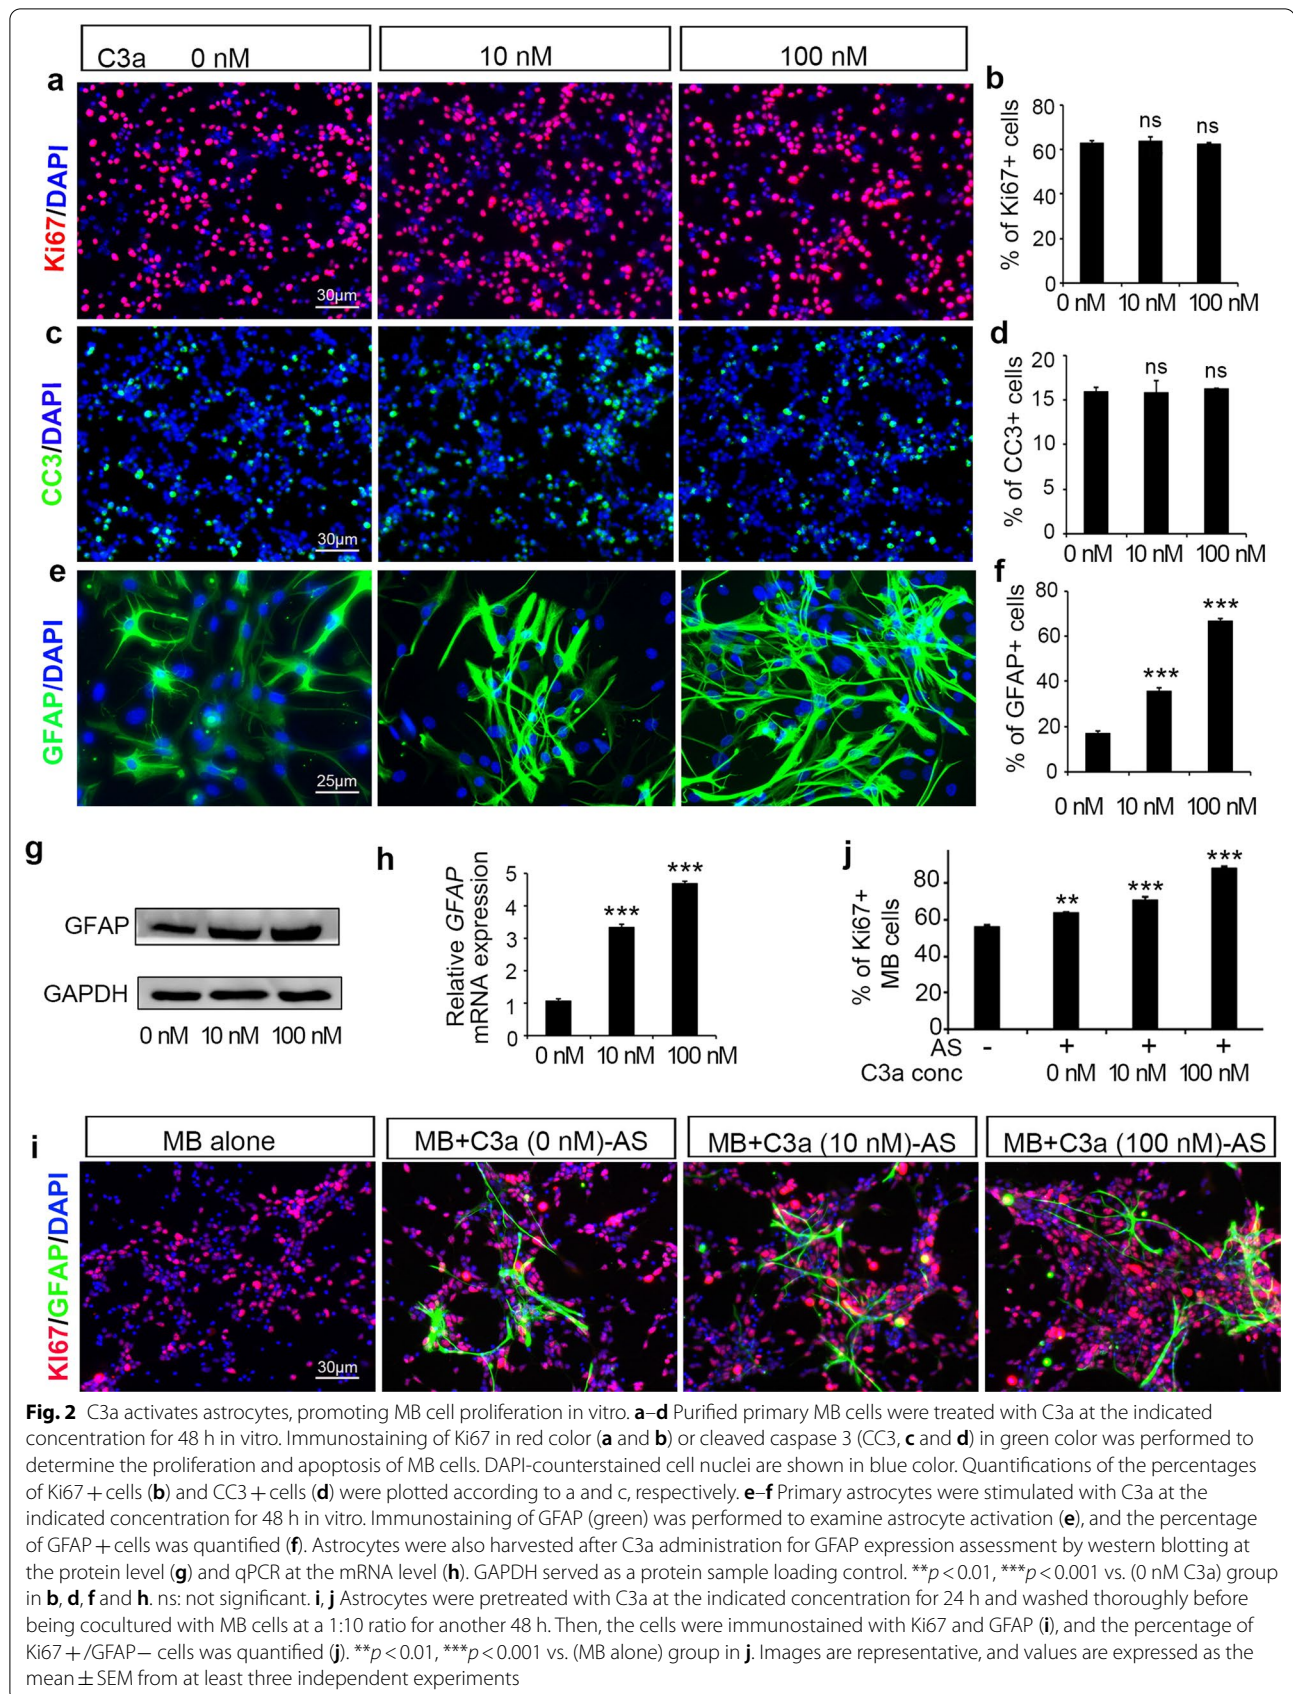 C3a 0 nM 10 nM 100 nM
a
Ki67/DAPI
30µm
b
% of Ki67+ cells
80
60
40
20
0
ns
ns
0 nM 10 nM 100 nM
c
CC3/DAPI
30µm
d
% of CC3+ cells
20
15
10
5
0
ns
ns
0 nM 10 nM 100 nM
e
GFAP/DAPI
25µm
f
% of GFAP+ cells
80
60
40
20
0
***
***
0 nM 10 nM 100 nM
g
GFAP
GAPDH
0 nM 10 nM 100 nM
h
Relative GFAP
mRNA expression
5
4
3
2
1
0
***
***
0 nM 10 nM 100 nM
j
% of Ki67+
MB cells
80
60
40
20
0
**
***
***
AS - + + +
C3a conc 0 nM 10 nM 100 nM
i
MB alone MB+C3a (0 nM)-AS MB+C3a (10 nM)-AS MB+C3a (100 nM)-AS
KI67/GFAP/DAPI
30µm
Fig. 2 C3a activates astrocytes, promoting MB cell proliferation in vitro. a–d Purified primary MB cells were treated with C3a at the indicated
concentration for 48 h in vitro. Immunostaining of Ki67 in red color (a and b) or cleaved caspase 3 (CC3, c and d) in green color was performed to
determine the proliferation and apoptosis of MB cells. DAPI-counterstained cell nuclei are shown in blue color. Quantifications of the percentages
of Ki67 + cells (b) and CC3 + cells (d) were plotted according to a and c, respectively. e–f Primary astrocytes were stimulated with C3a at the
indicated concentration for 48 h in vitro. Immunostaining of GFAP (green) was performed to examine astrocyte activation (e), and the percentage
of GFAP + cells was quantified (f). Astrocytes were also harvested after C3a administration for GFAP expression assessment by western blotting at
the protein level (g) and qPCR at the mRNA level (h). GAPDH served as a protein sample loading control. **p < 0.01, ***p < 0.001 vs. (0 nM C3a) group
in b, d, f and h. ns: not significant. i, j Astrocytes were pretreated with C3a at the indicated concentration for 24 h and washed thoroughly before
being cocultured with MB cells at a 1:10 ratio for another 48 h. Then, the cells were immunostained with Ki67 and GFAP (i), and the percentage of
Ki67 +/GFAP− cells was quantified (j). **p < 0.01, ***p < 0.001 vs. (MB alone) group in j. Images are representative, and values are expressed as the
mean ± SEM from at least three independent experiments